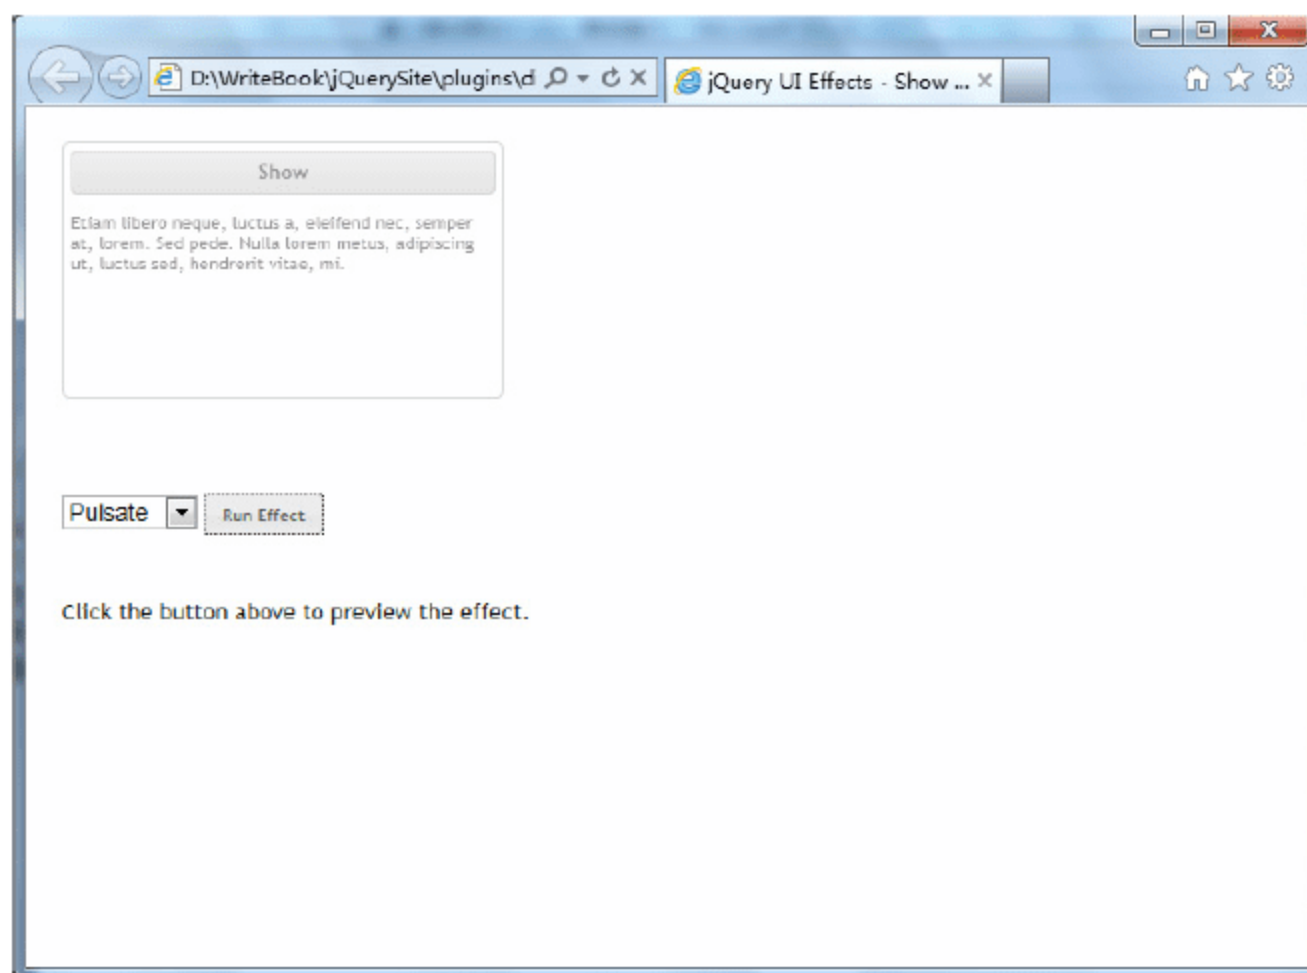 D:\WriteBook\jQuerySite\plugins\d
jQuery UI Effects - Show ...
Show
Etiam libero neque, luctus a, eleifend nec, semper
at, lorem. Sed pede. Nulla lorem metus, adipiscing
ut, luctus sed, hendrerit vitae, mi.
Pulsate
Run Effect
Click the button above to preview the effect.